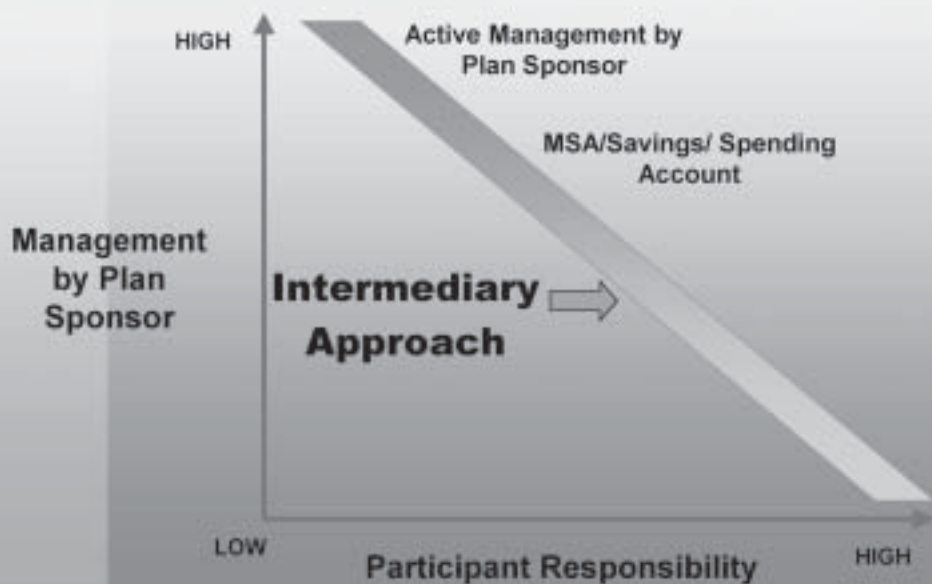 HIGH
Active Management by
Plan Sponsor
MSA/Savings/ Spending
Account
Management
by Plan
Sponsor
Intermediary
Approach
LOW
Participant Responsibility
HIGH